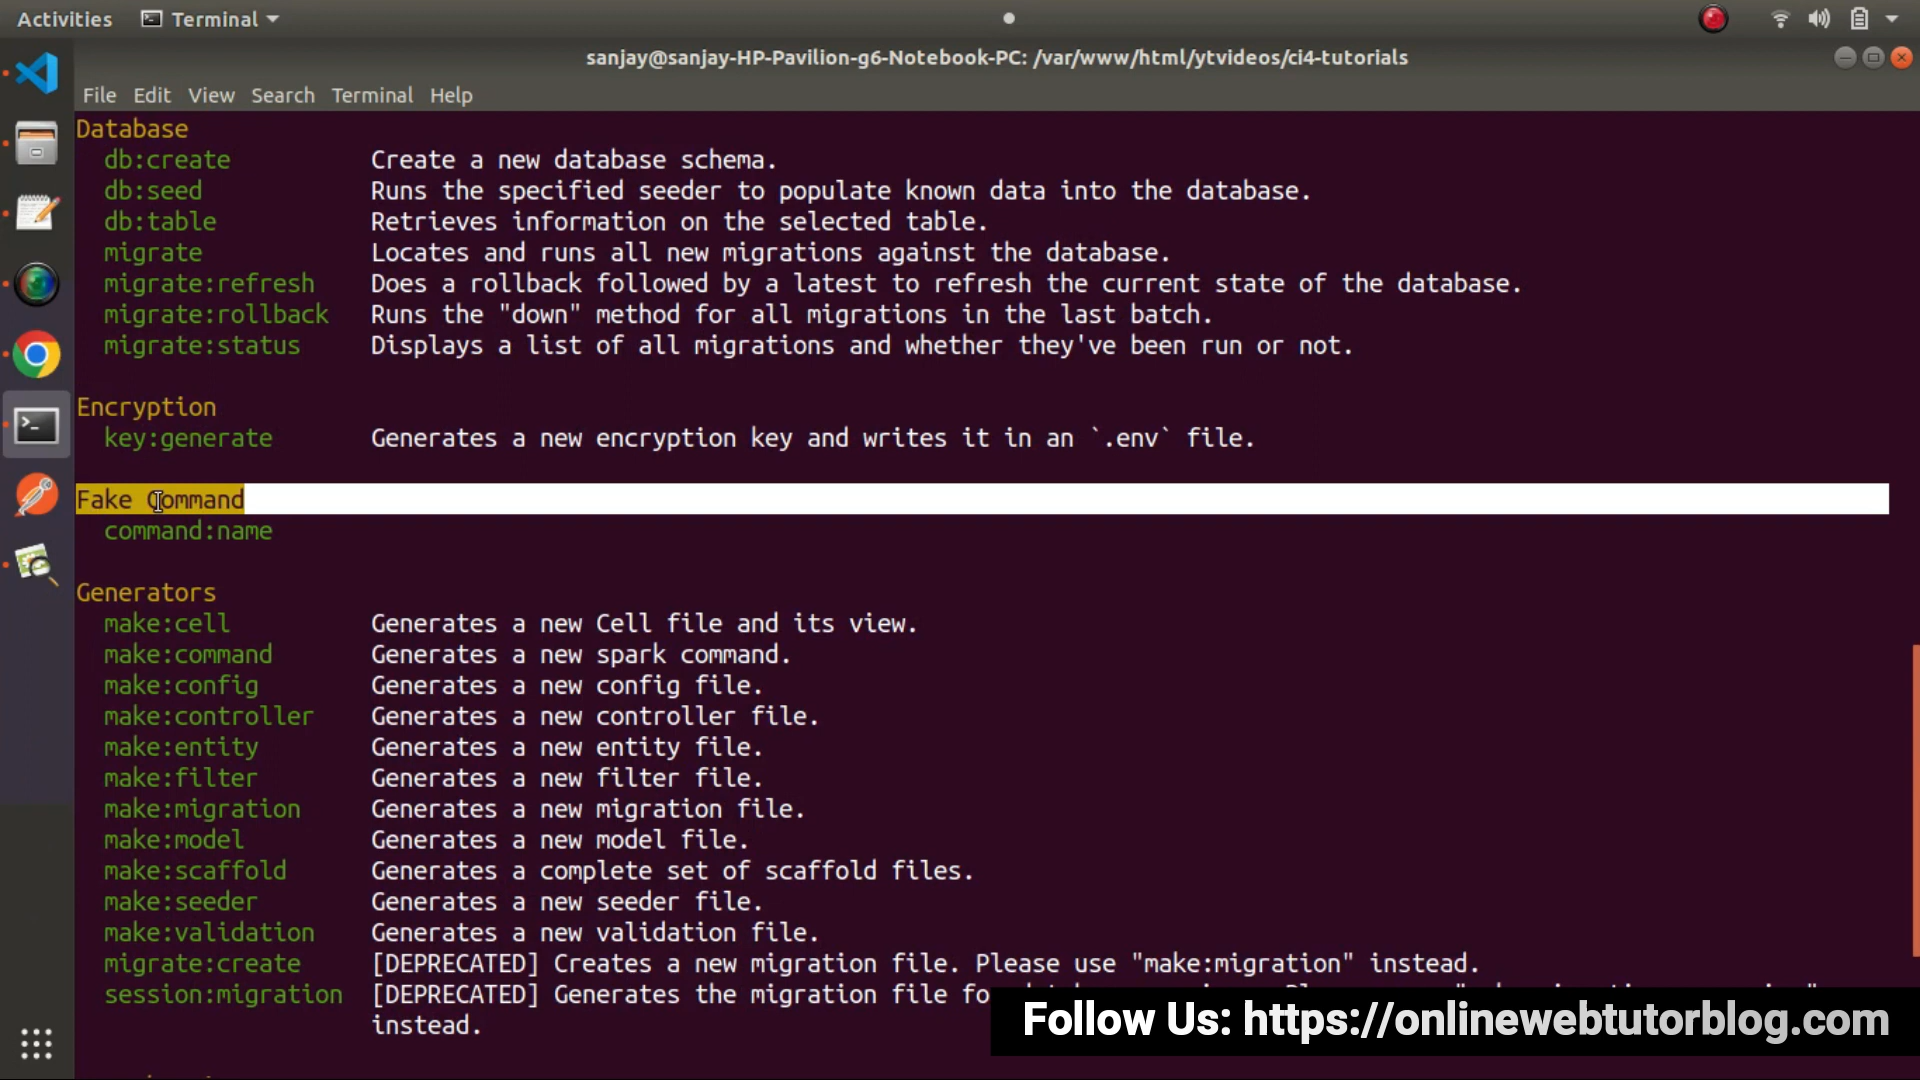 Activities
Terminal
sanjay@sanjay-HP-Pavilion-g6-Notebook-PC: /var/www/html/ytvideos/ci4-tutorials
File Edit View Search Terminal Help
Database
db:create Create a new database schema.
db:seed Runs the specified seeder to populate known data into the database.
db:table Retrieves information on the selected table.
migrate Locates and runs all new migrations against the database.
migrate:refresh Does a rollback followed by a latest to refresh the current state of the database.
migrate:rollback Runs the "down" method for all migrations in the last batch.
migrate:status Displays a list of all migrations and whether they've been run or not.
Encryption
key:generate Generates a new encryption key and writes it in an `.env` file.
Fake Command
command:name
Generators
make:cell Generates a new Cell file and its view.
make:command Generates a new spark command.
make:config Generates a new config file.
make:controller Generates a new controller file.
make:entity Generates a new entity file.
make:filter Generates a new filter file.
make:migration Generates a new migration file.
make:model Generates a new model file.
make:scaffold Generates a complete set of scaffold files.
make:seeder Generates a new seeder file.
make:validation Generates a new validation file.
migrate:create [DEPRECATED] Creates a new migration file. Please use "make:migration" instead.
session:migration [DEPRECATED] Generates the migration file
instead.
Follow Us: https://onlinewebtutorblog.com